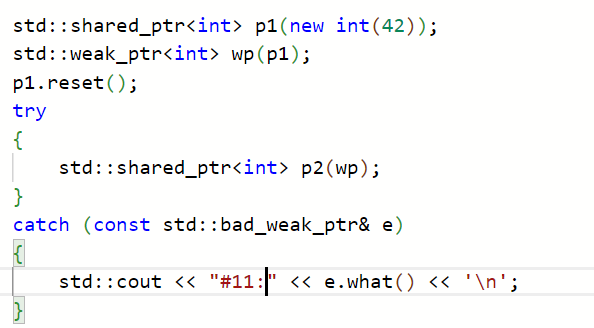 std::shared_ptr<int> p1(new int(42));
std::weak_ptr<int> wp(p1);
p1.reset();
try
{
    std::shared_ptr<int> p2(wp);
}
catch (const std::bad_weak_ptr& e)
{
    std::cout << "#11:" << e.what() << '\n';
}